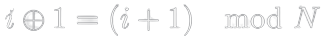 i ⊕ 1 = (i + 1) mod N